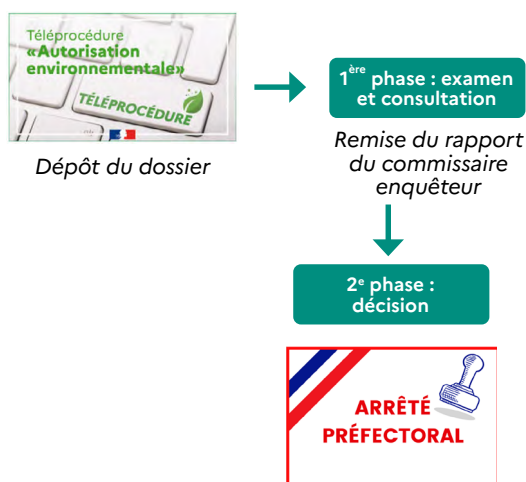 Téléprocédure
«Autorisation
environnementale»
TÉLÉPROCÉDURE
Dépôt du dossier
1ère phase : examen
et consultation
Remise du rapport
du commissaire
enquêteur
2e phase :
décision
ARRÊTÉ
PRÉFECTORAL